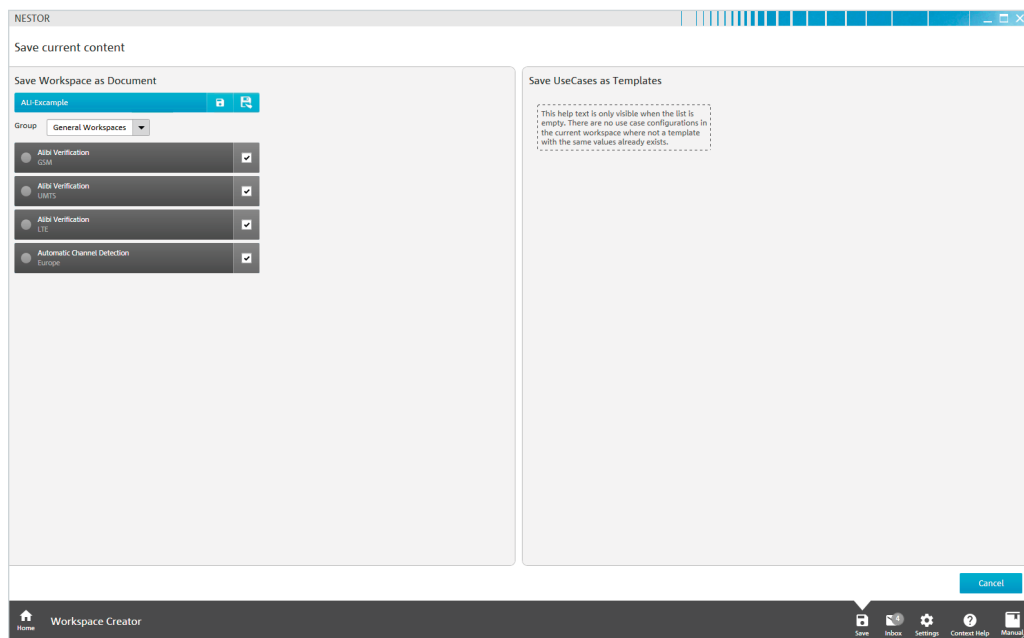 NESTOR
Save current content
Save Workspace as Document
ALI-Excample
Group
General Workspaces
Alibi Verification
GSM
Alibi Verification
UMTS
Alibi Verification
LTE
Automatic Channel Detection
Europe
Save UseCases as Templates
This help text is only visible when the list is
empty. There are no use case configurations in
the current workspace where not a template
with the same values already exists.
Cancel
Home
Workspace Creator
Save
4
Inbox
Settings
Context Help
Manual